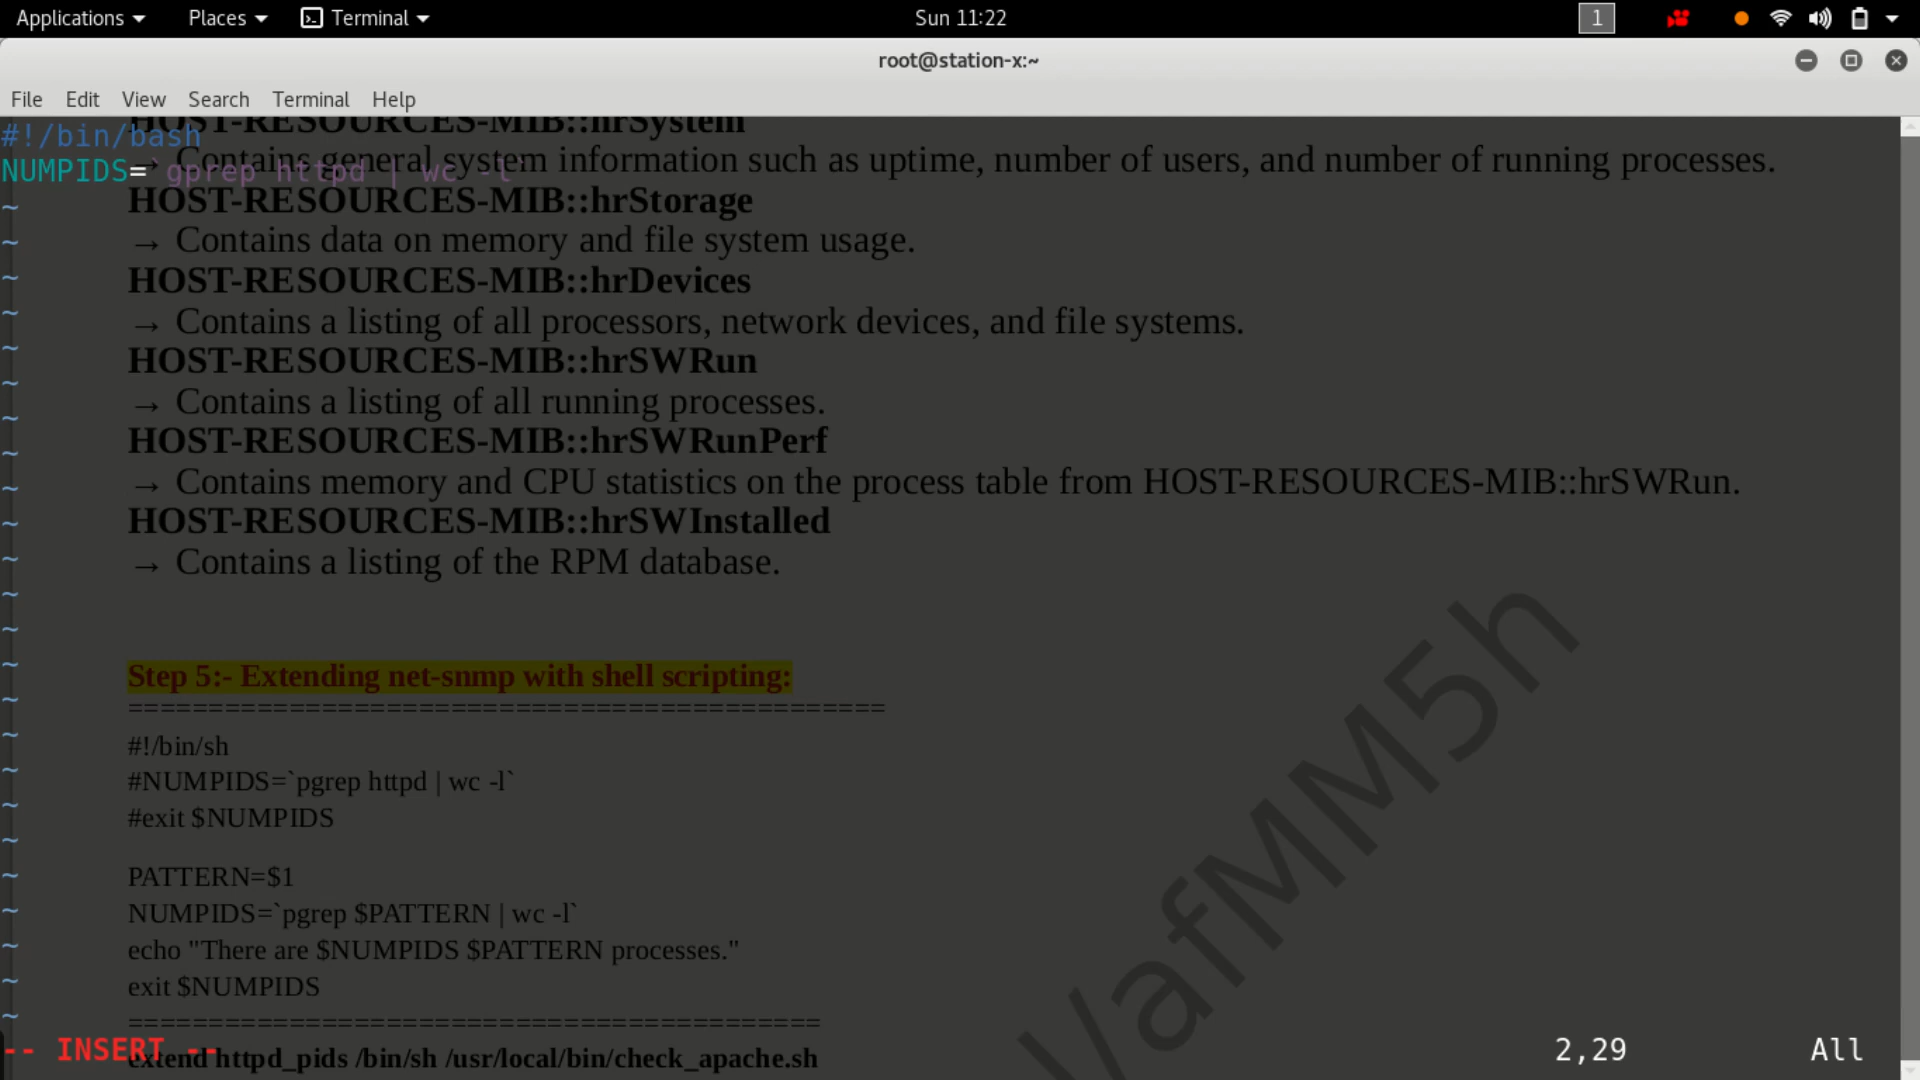 Applications Places Terminal Sun 11:22 1
root@station-x:~
File Edit View Search Terminal Help
HOST-RESOURCES-MIB::hrSystem
#!/bin/bash
→ Contains general system information such as uptime, number of users, and number of running processes.
NUMPIDS=`gprep httpd | wc -l`
HOST-RESOURCES-MIB::hrStorage
~
→ Contains data on memory and file system usage.
~
HOST-RESOURCES-MIB::hrDevices
~
→ Contains a listing of all processors, network devices, and file systems.
~
HOST-RESOURCES-MIB::hrSWRun
~
→ Contains a listing of all running processes.
~
HOST-RESOURCES-MIB::hrSWRunPerf
~
→ Contains memory and CPU statistics on the process table from HOST-RESOURCES-MIB::hrSWRun.
~
HOST-RESOURCES-MIB::hrSWInstalled
~
→ Contains a listing of the RPM database.
~
~
~
~
Step 5:- Extending net-snmp with shell scripting:
~
===============================================
~
#!/bin/sh
~
#NUMPIDS=`pgrep httpd | wc -l`
~
#exit $NUMPIDS
~
PATTERN=$1
~
NUMPIDS=`pgrep $PATTERN | wc -l`
~
echo "There are $NUMPIDS $PATTERN processes."
~
exit $NUMPIDS
~
===========================================
-- INSERT -- 2,29 All
extend httpd_pids /bin/sh /usr/local/bin/check_apache.sh
/afMM5h